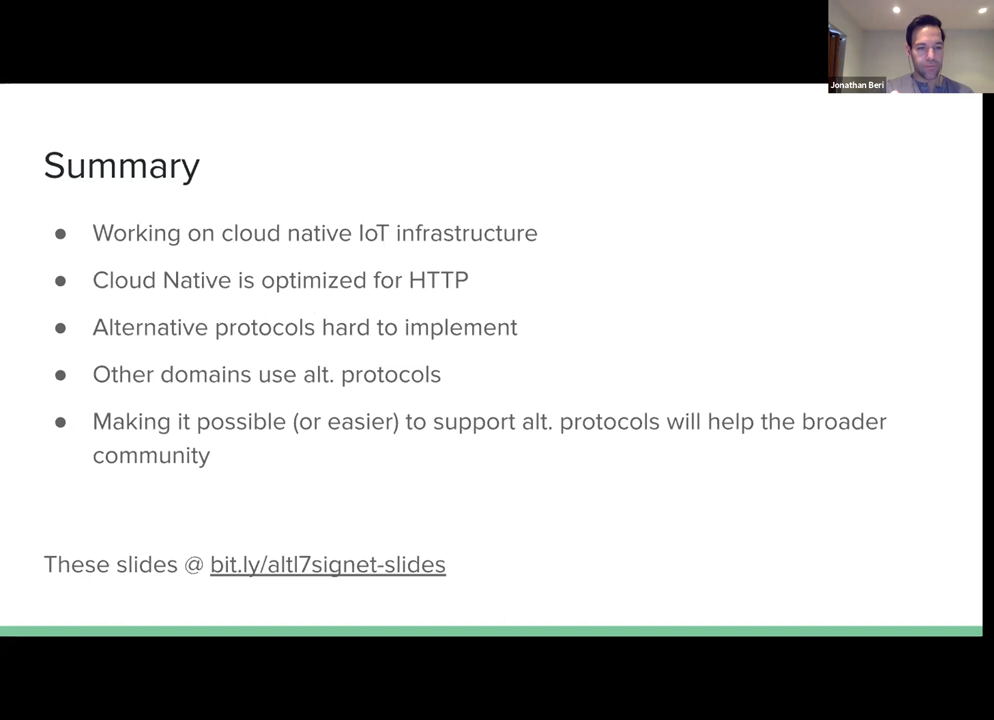 Jonathan Beri
Summary
● Working on cloud native IoT infrastructure
● Cloud Native is optimized for HTTP
● Alternative protocols hard to implement
● Other domains use alt. protocols
● Making it possible (or easier) to support alt. protocols will help the broader
community
These slides @ bit.ly/altl7signet-slides